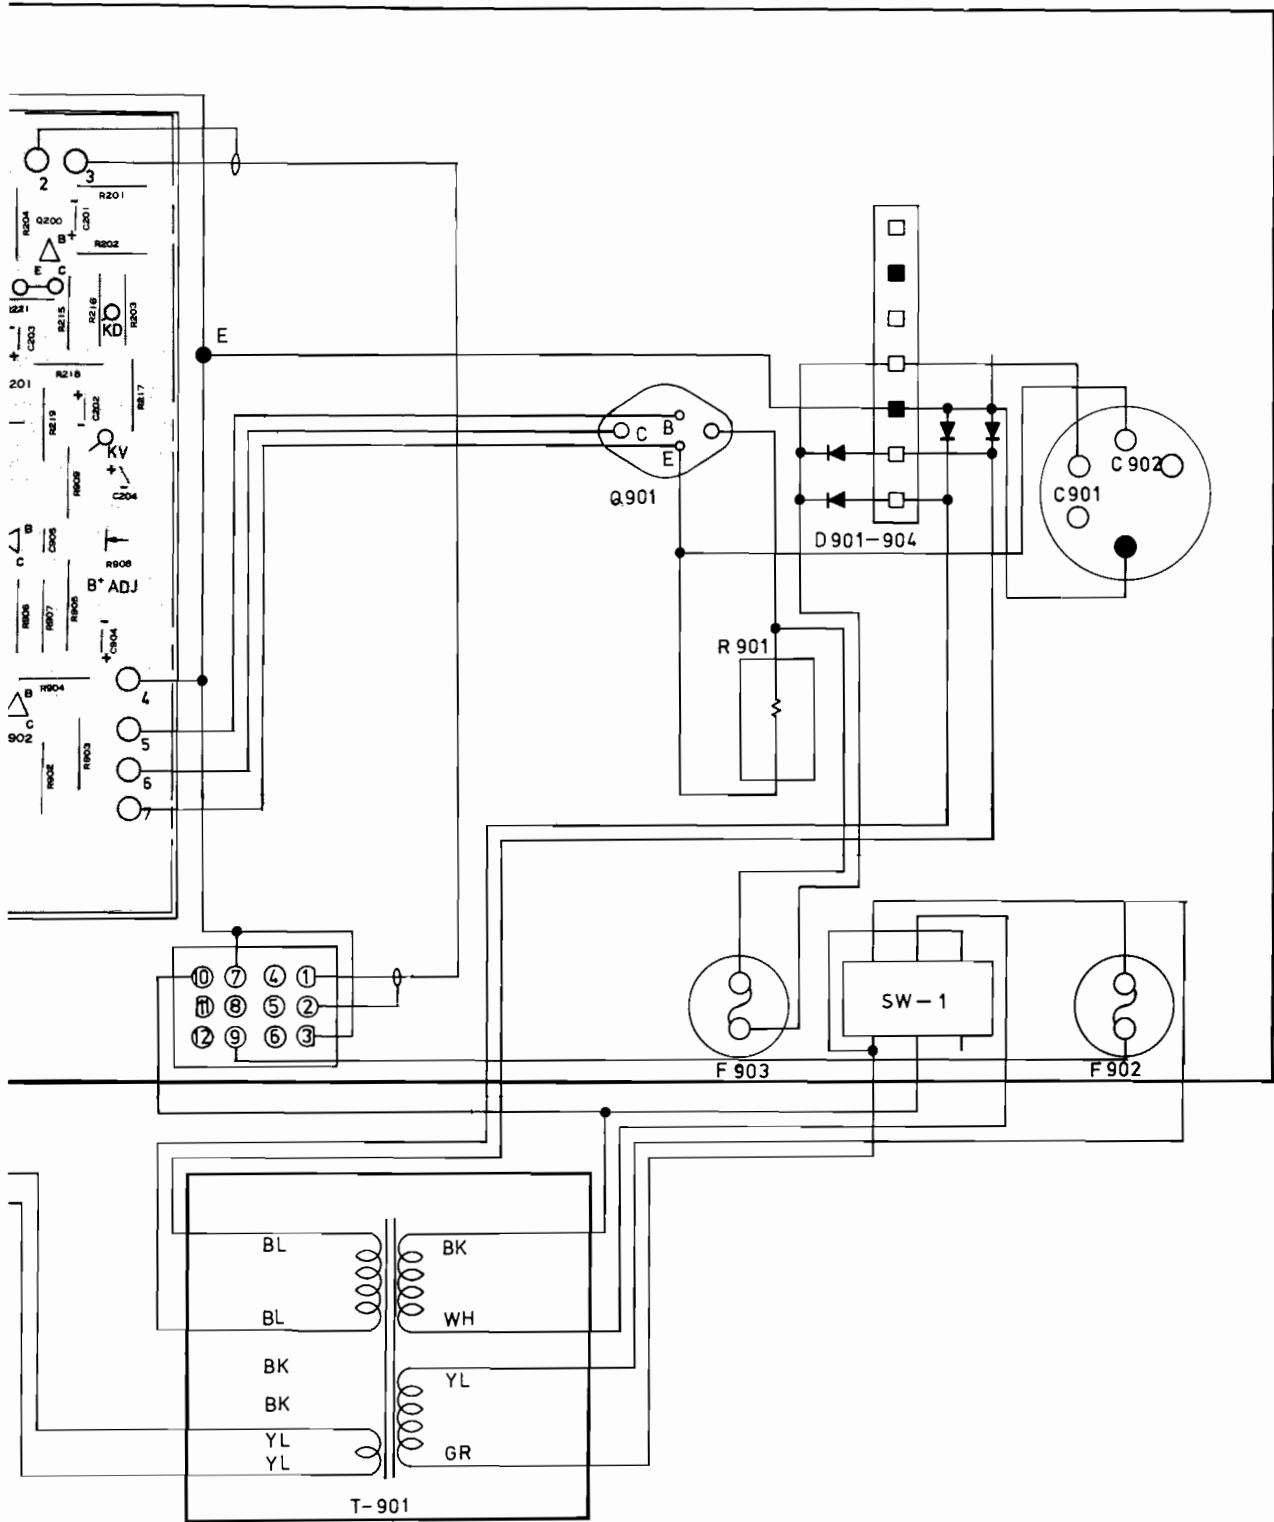 2
3
R201
R204
Q200
C201
B +
R202
E
C
221
R215
R216
KD
R203
C203
+
E
R218
201
R219
+
C202
R217
KV
+
C204
R909
B
C
C905
R908
B+ ADJ
R906
R907
R905
C904
+
4
R904
B
C
902
5
R902
R903
6
7
B
C
E
Q901
D901-904
C902
C901
R 901
10 7 4 1
11 8 5 2
12 9 6 3
SW-1
F903
F902
BL
BK
BL
WH
BK
YL
BK
YL
YL
GR
T-901